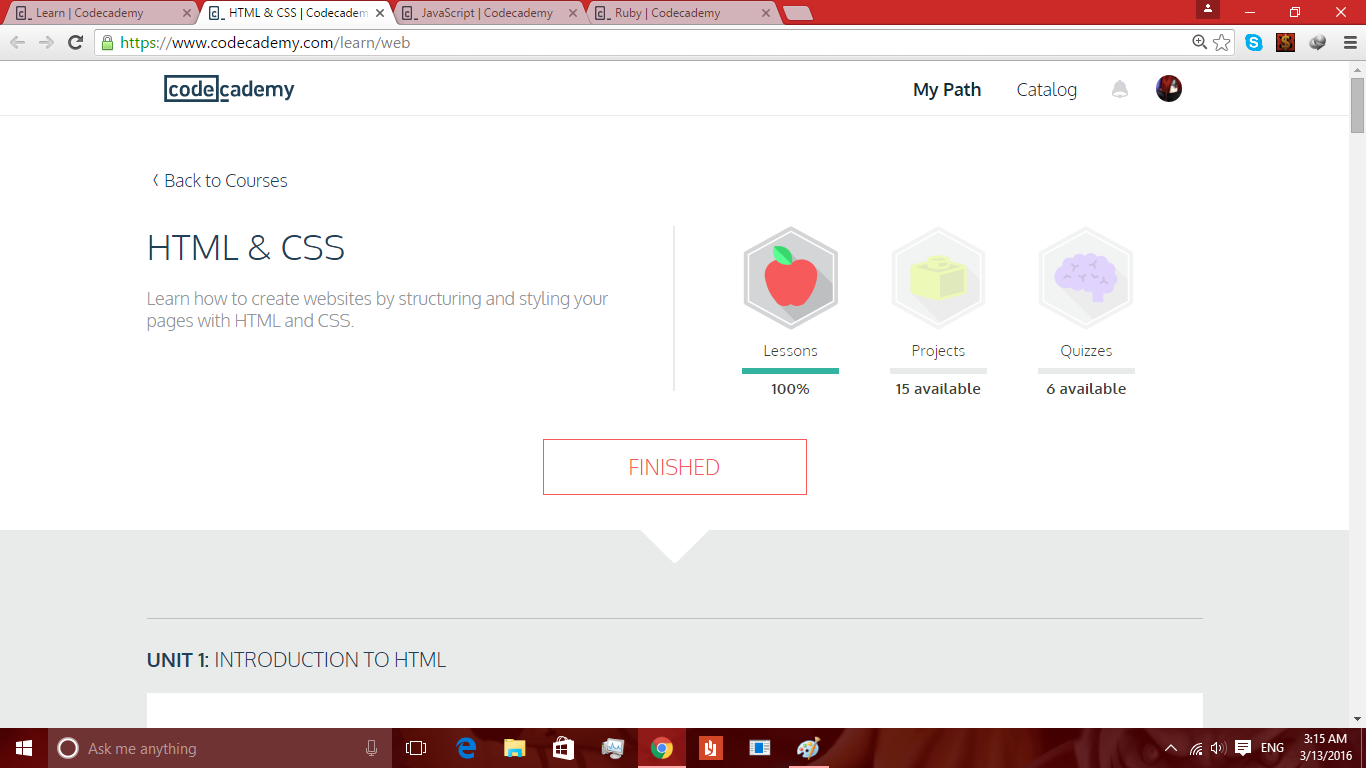 Learn | Codecademy
HTML & CSS | Codecadem
JavaScript | Codecademy
Ruby | Codecademy
https://www.codecademy.com/learn/web
codecademy
My Path
Catalog
Back to Courses
HTML & CSS
Learn how to create websites by structuring and styling your
pages with HTML and CSS.
Lessons
100%
Projects
15 available
Quizzes
6 available
FINISHED
UNIT 1: INTRODUCTION TO HTML
Ask me anything
ENG
3:15 AM
3/13/2016